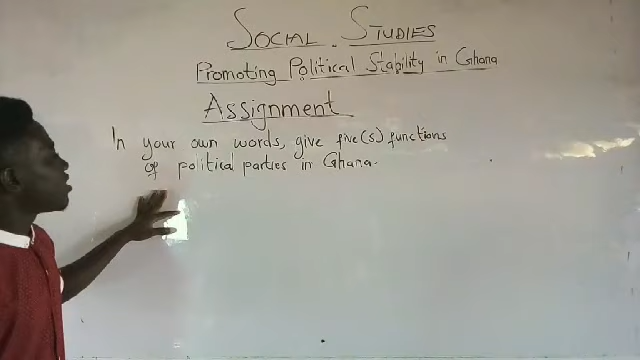 SOCIAL STUDIES
Promoting Political Stability in Ghana
Assignment
In your own words, give five(5) functions
of political parties in Ghana.